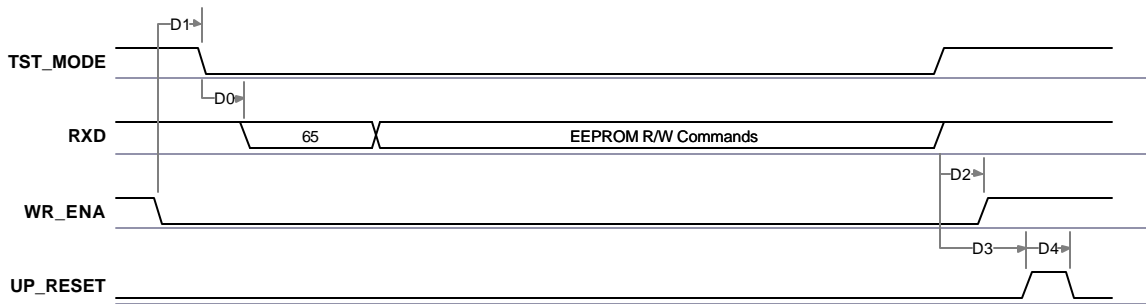 D1
TST_MODE
D0
RXD
65
EEPROM R/W Commands
D2
WR_ENA
D3
D4
UP_RESET